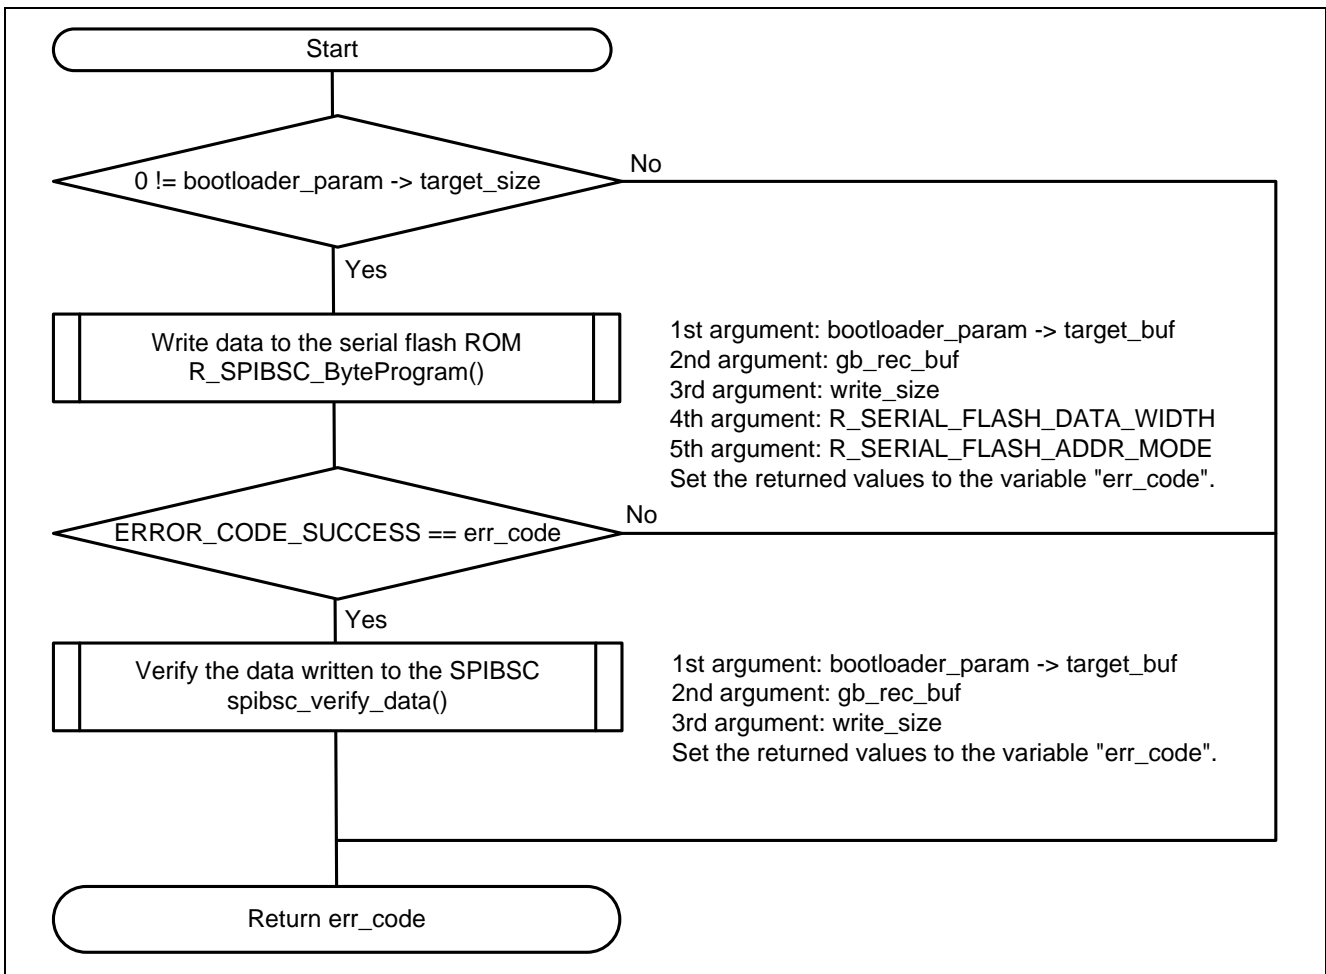 Start
0 != bootloader_param -> target_size
No
Yes
Write data to the serial flash ROM
R_SPIBSC_ByteProgram()
1st argument: bootloader_param -> target_buf
2nd argument: gb_rec_buf
3rd argument: write_size
4th argument: R_SERIAL_FLASH_DATA_WIDTH
5th argument: R_SERIAL_FLASH_ADDR_MODE
Set the returned values to the variable "err_code".
ERROR_CODE_SUCCESS == err_code
No
Yes
Verify the data written to the SPIBSC
spibsc_verify_data()
1st argument: bootloader_param -> target_buf
2nd argument: gb_rec_buf
3rd argument: write_size
Set the returned values to the variable "err_code".
Return err_code